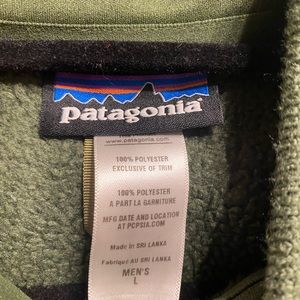 patagonia
www.patagonia.com
100% POLYESTER
EXCLUSIVE OF TRIM
100% POLYESTER
A PART LA GARNITURE
MFG DATE AND LOCATION
AT PCPSIA.COM
Made in SRI LANKA
Fabriqué AU SRI LANKA
MEN'S
L